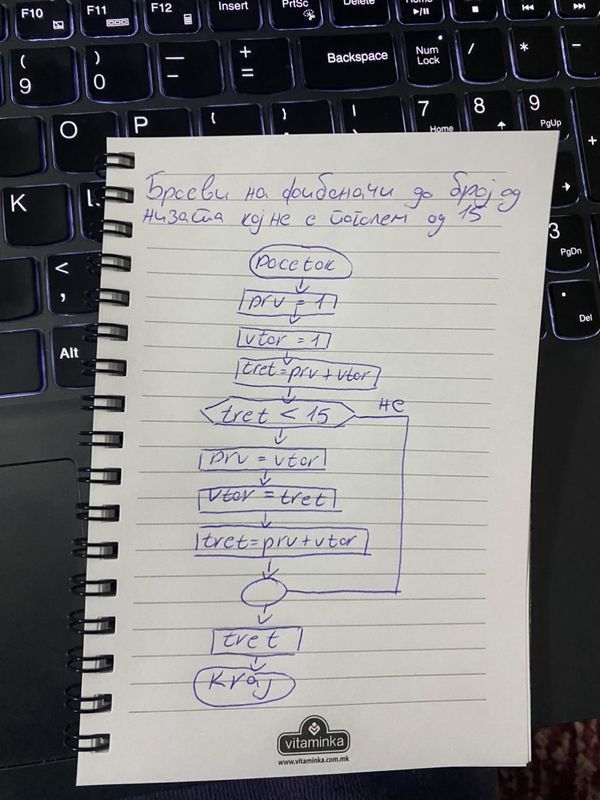 F10
F11
F12
Insert
PrtSc
Delete
Home
( 9
) 0
— -
+ =
Backspace
Num Lock
/
*
-
O
P
{
}
|
7 Home
8
9 PgUp
+
K
L
<
,
3 PgDn
.
Del
Alt
Броеви на фибоначи до број од
низата кој не е поголем од 15
pocetok
prv = 1
vtor = 1
tret=prv+vtor
tret < 15
не
prv = vtor
vtor = tret
tret=prv+vtor
tret
kraj
vitaminka
www.vitaminka.com.mk